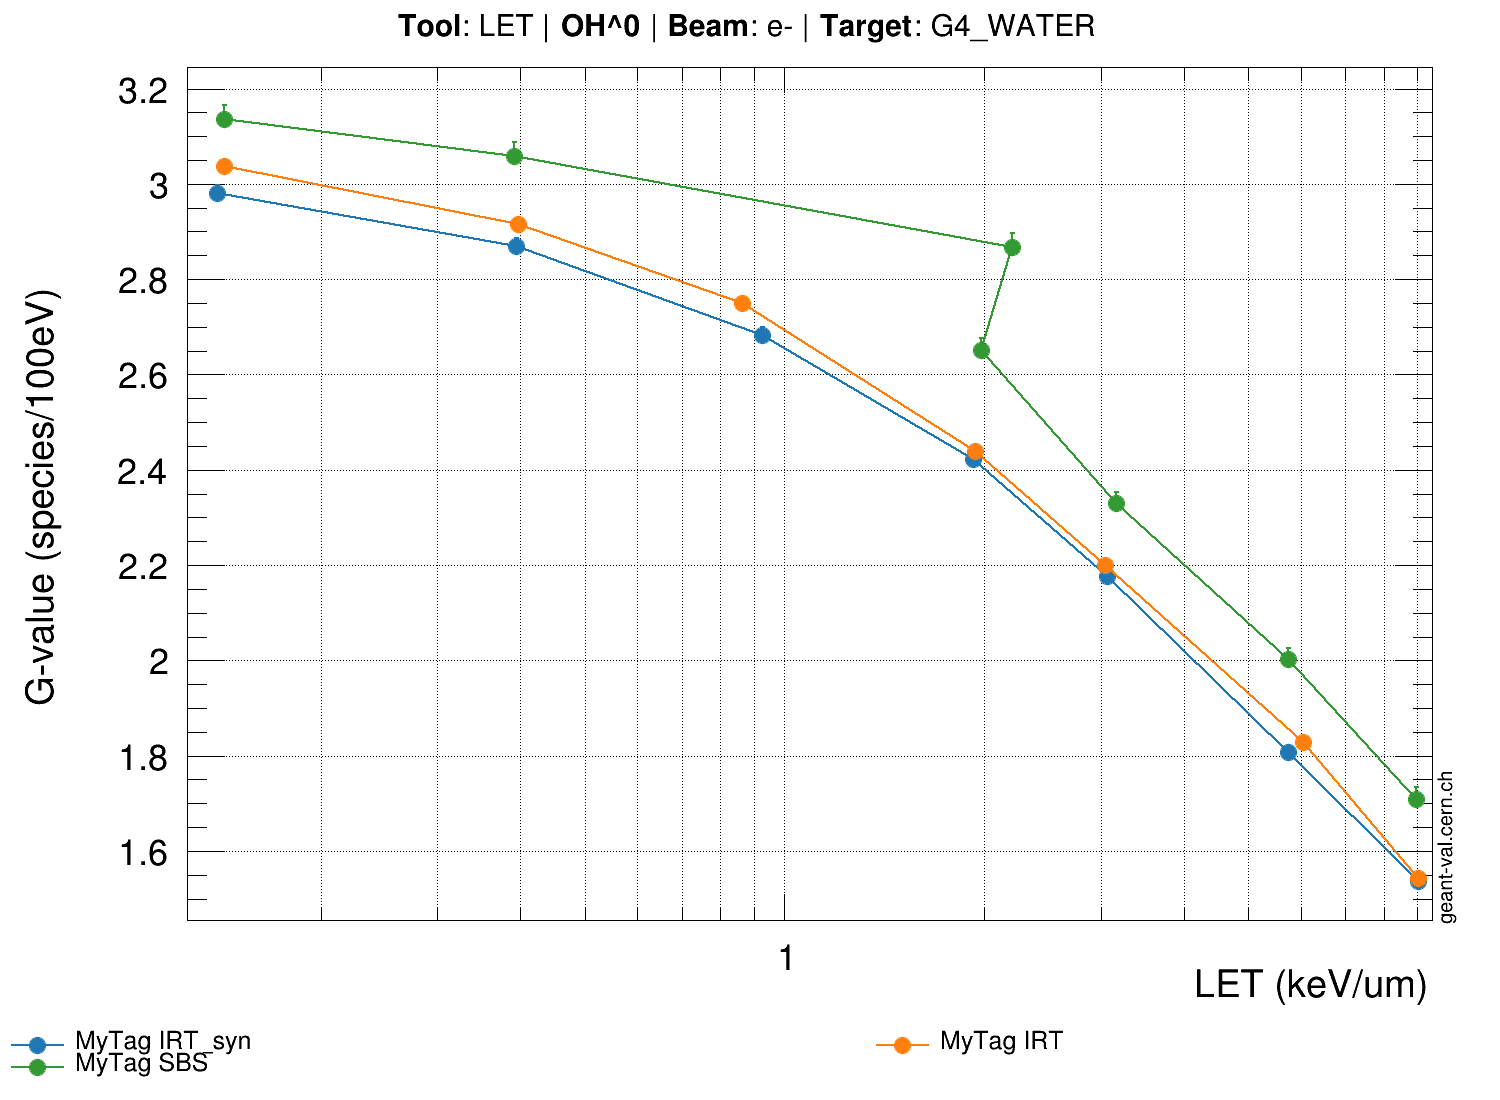 Tool: LET | OH^0 | Beam: e- | Target: G4_WATER
G-value (species/100eV)
3.2
3
2.8
2.6
2.4
2.2
2
1.8
1.6
1
LET (keV/um)
geant-val.cern.ch
MyTag IRT_syn
MyTag IRT
MyTag SBS